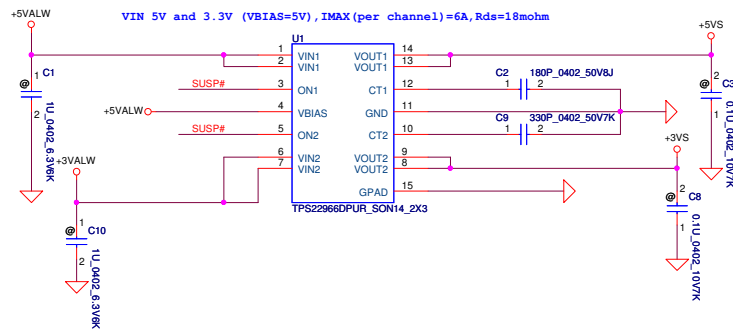 VIN 5V and 3.3V (VBIAS=5V),IMAX(per channel)=6A,Rds=18mohm
+5VALW
+5VS
U1
1 VIN1 VOUT1 14
2 VIN1 VOUT1 13
@ 1 C1 2
1U_0402_6.3V6K
SUSP# 3 ON1 CT1 12
C2 180P_0402_50V8J
1 2
+5VALW 4 VBIAS GND 11
SUSP# 5 ON2 CT2 10
C9 330P_0402_50V7K
1 2
@ 2 C3 1
0.1U_0402_10V7K
+3VALW
+3VS
6 VIN2 VOUT2 9
7 VIN2 VOUT2 8
GPAD 15
TPS22966DPUR_SON14_2X3
@ 1 C10 2
1U_0402_6.3V6K
@ 2 C8 1
0.1U_0402_10V7K